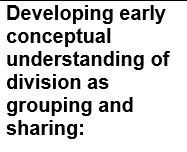 Developing early
conceptual
understanding of
division as
grouping and
sharing: